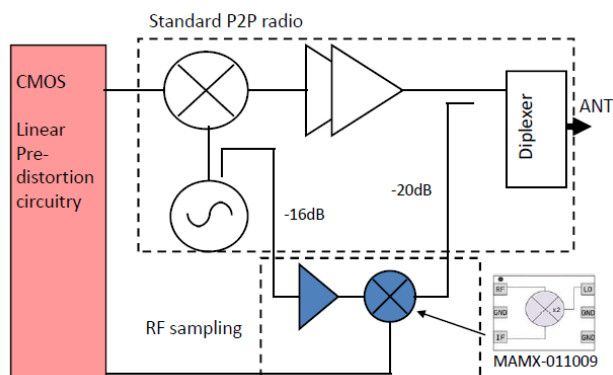 Standard P2P radio
CMOS
Linear
Pre-
distortion
circuitry
Diplexer
ANT
-16dB
-20dB
RF sampling
RF
LO
x2
GND
GND
IF
GND
MAMX-011009